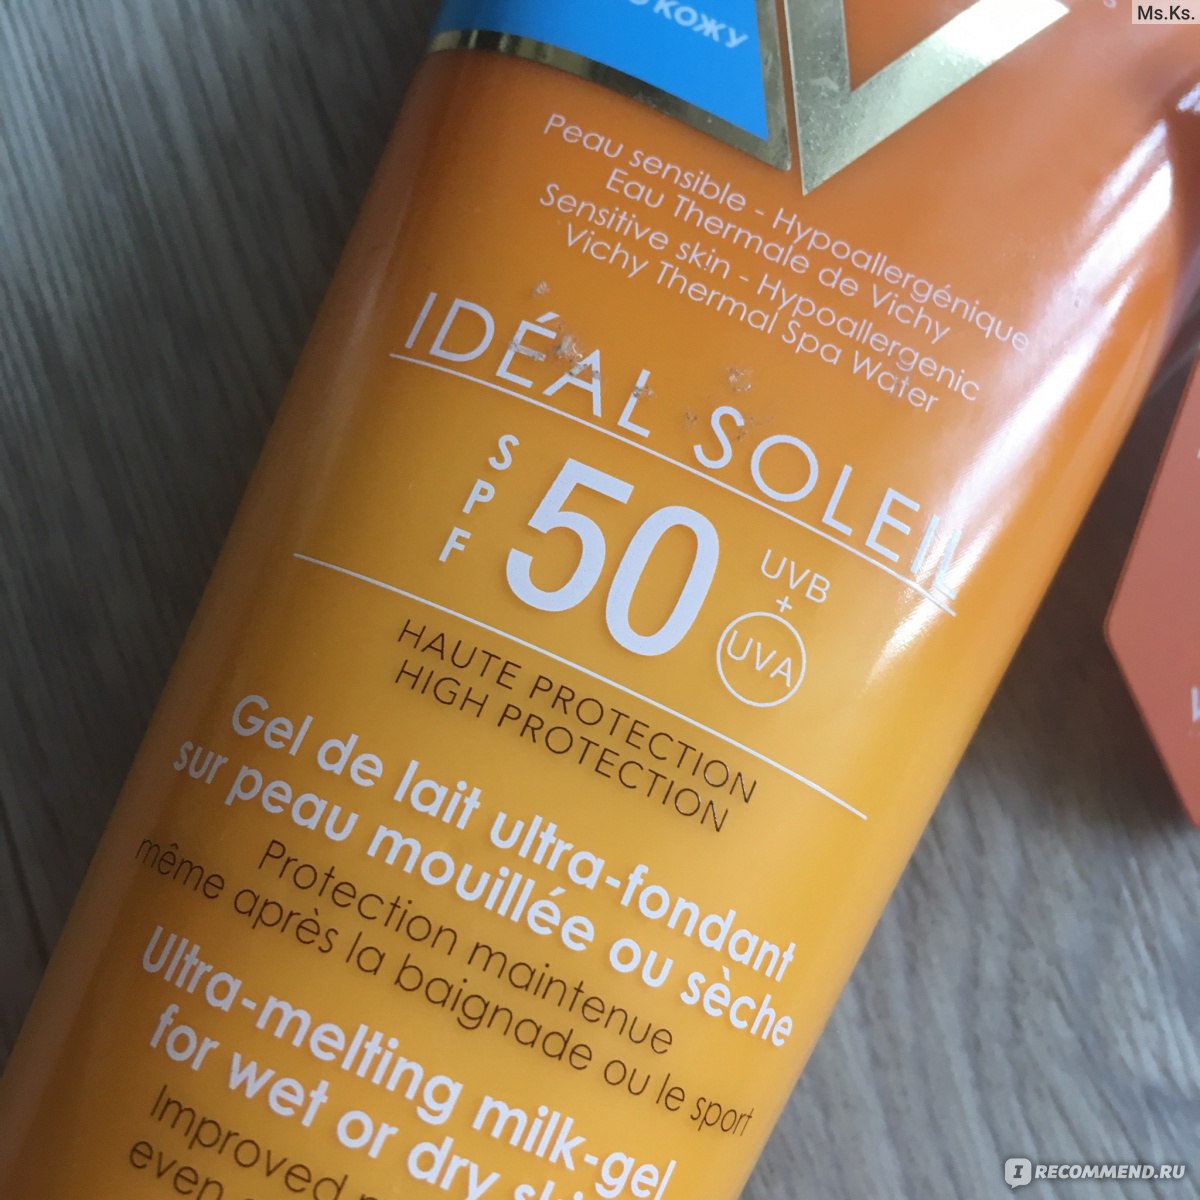 Ms.Ks.
КОЖУ
Peau sensible - Hypoallergénique
Eau Thermale de Vichy
Sensitive skin - Hypoallergenic
Vichy Thermal Spa Water
IDÉAL SOLEIL
SPF 50 UVB
+
UVA
HAUTE PROTECTION
HIGH PROTECTION
Gel de lait ultra-fondant
sur peau mouillée ou sèche
Protection maintenue
même après la baignade ou le sport
Ultra-melting milk-gel
for wet or dry
Improved
even
IRECOMMEND.RU